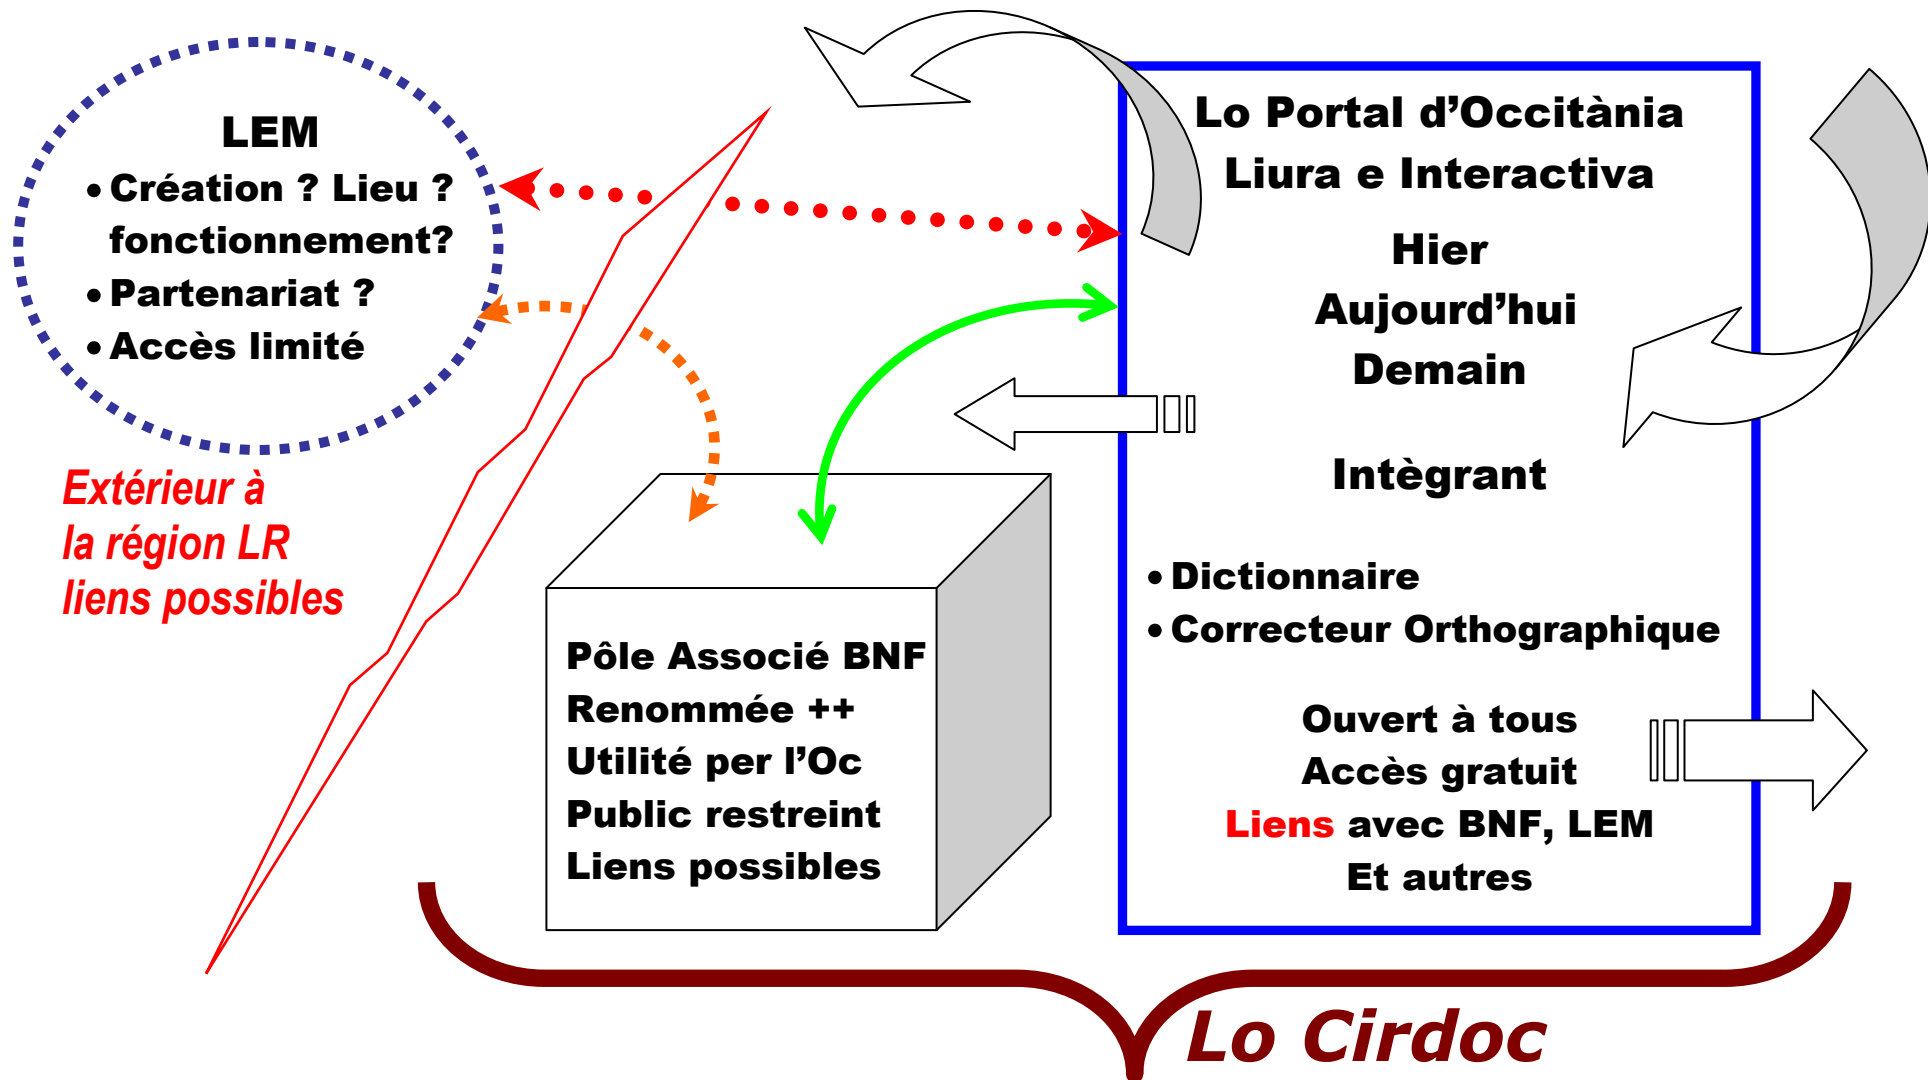 LEM
• Création ? Lieu ?
fonctionnement?
• Partenariat ?
• Accès limité
Extérieur à
la région LR
liens possibles
Pôle Associé BNF
Renommée ++
Utilité per l’Oc
Public restreint
Liens possibles
Lo Portal d’Occitània
Liura e Interactiva
Hier
Aujourd’hui
Demain
Intègrant
• Dictionnaire
• Correcteur Orthographique
Ouvert à tous
Accès gratuit
Liens avec BNF, LEM
Et autres
Lo Cirdoc